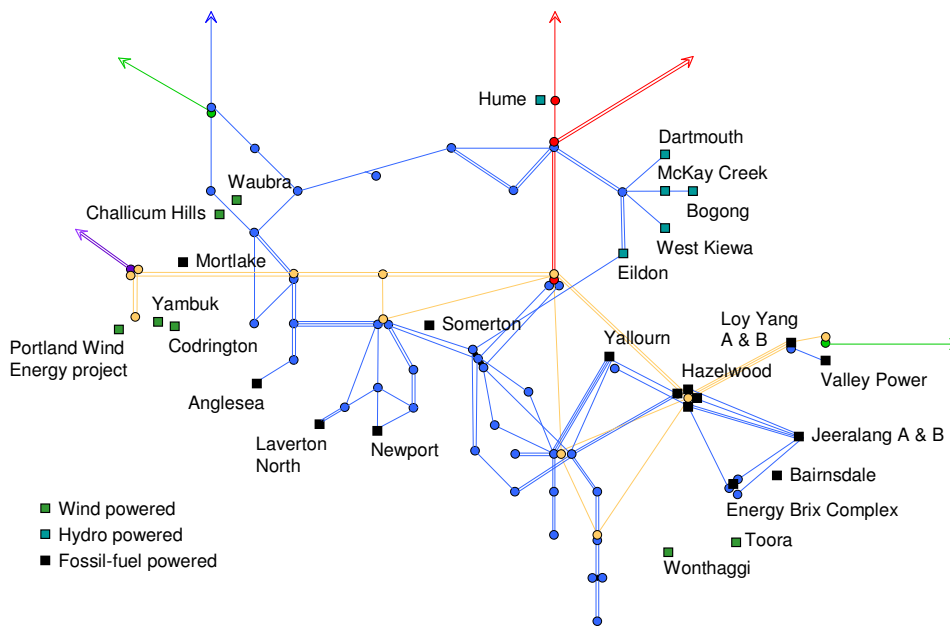 Hume
Dartmouth
McKay Creek
Bogong
West Kiewa
Eildon
Waubra
Challicum Hills
Mortlake
Yambuk
Codrington
Portland Wind
Energy project
Somerton
Yallourn
Loy Yang
A & B
Hazelwood
Valley Power
Anglesea
Laverton
North
Newport
Jeeralang A & B
Bairnsdale
Energy Brix Complex
Toora
Wonthaggi
Wind powered
Hydro powered
Fossil-fuel powered